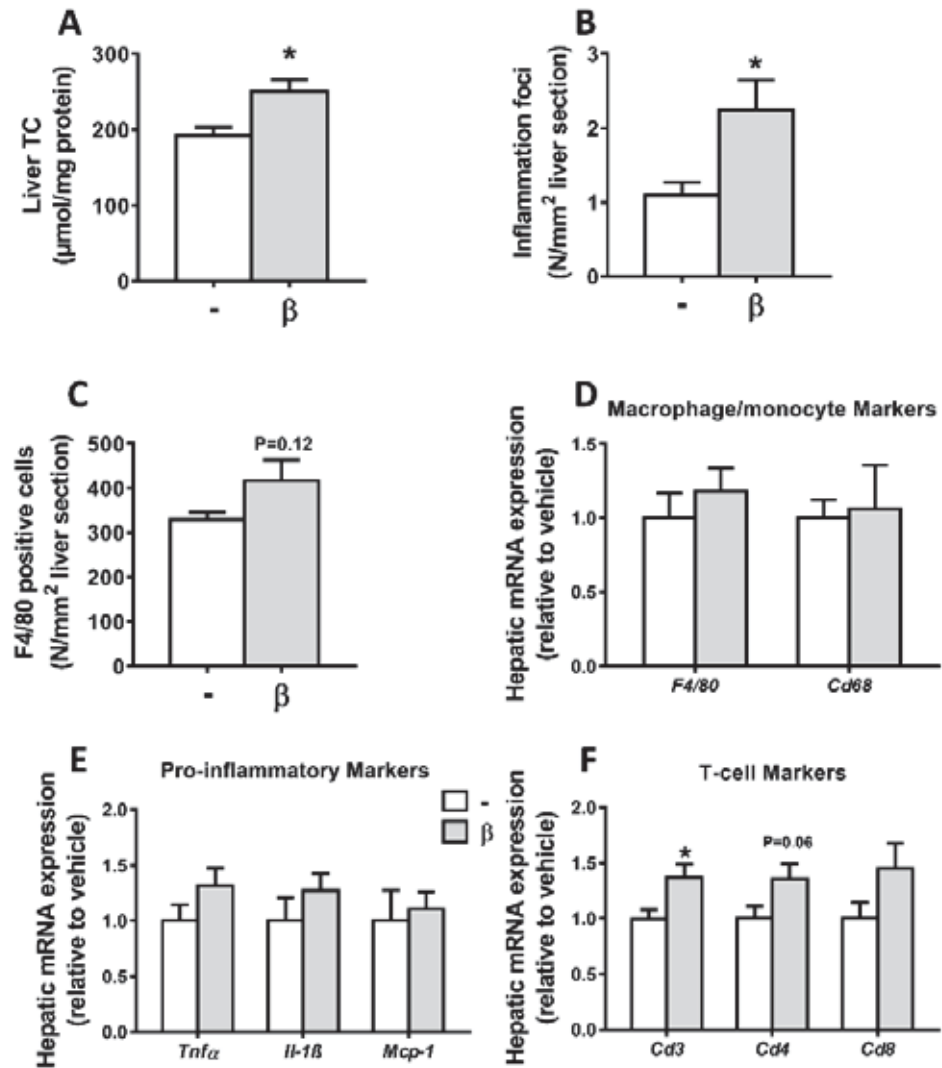 A
Liver TC
(µmol/mg protein)
300
200
100
0
*
-
β
B
Inflammation foci
(N/mm² liver section)
3
2
1
0
*
-
β
C
F4/80 positive cells
(N/mm² liver section)
500
400
300
200
100
0
P=0.12
-
β
D
Macrophage/monocyte Markers
Hepatic mRNA expression
(relative to vehicle)
1.5
1.0
0.5
0.0
F4/80
Cd68
E
Pro-inflammatory Markers
Hepatic mRNA expression
(relative to vehicle)
2.0
1.5
1.0
0.5
0.0
-
β
Tnfα
Il-1ß
Mcp-1
F
T-cell Markers
Hepatic mRNA expression
(relative to vehicle)
2.0
1.5
1.0
0.5
0.0
*
P=0.06
Cd3
Cd4
Cd8